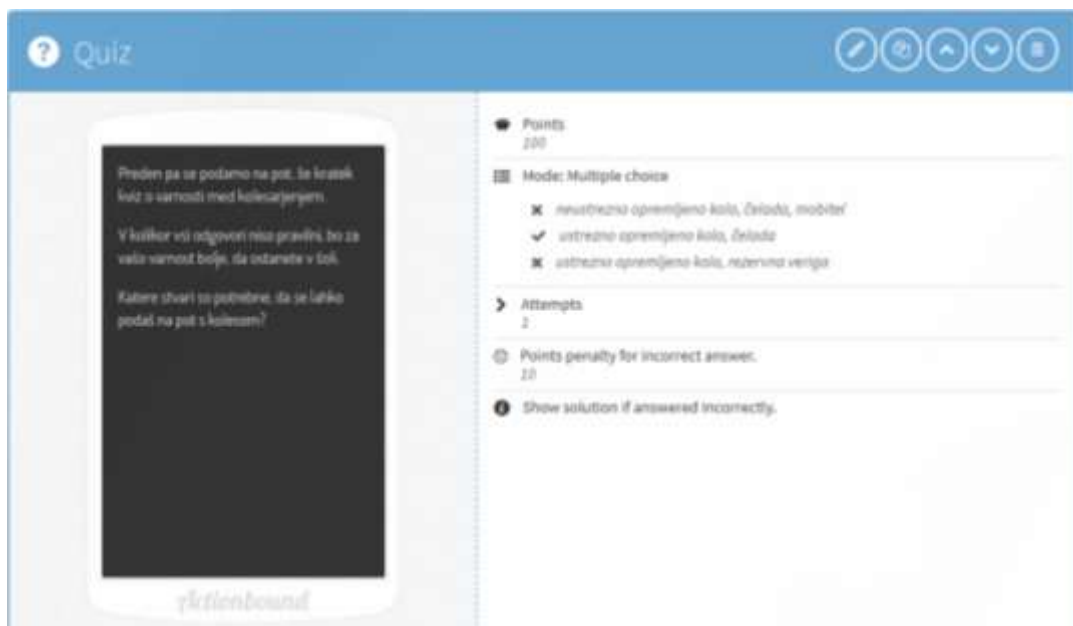 Quiz
Preden pa se podamo na pot, še kratek
kviz o varnosti med kolesarjenjem.
V kolikor vsi odgovori niso pravilni, bo za
vašo varnost bolje, da ostanete v šoli.
Katere stvari so potrebne, da se lahko
podaš na pot s kolesom?
Actionbound
Points
100
Mode: Multiple choice
neustrezno opremljeno kolo, čelada, mobitel
ustrezno opremljeno kolo, čelada
ustrezno opremljeno kolo, rezervna veriga
Attempts
Points penalty for incorrect answer.
10
Show solution if answered incorrectly.